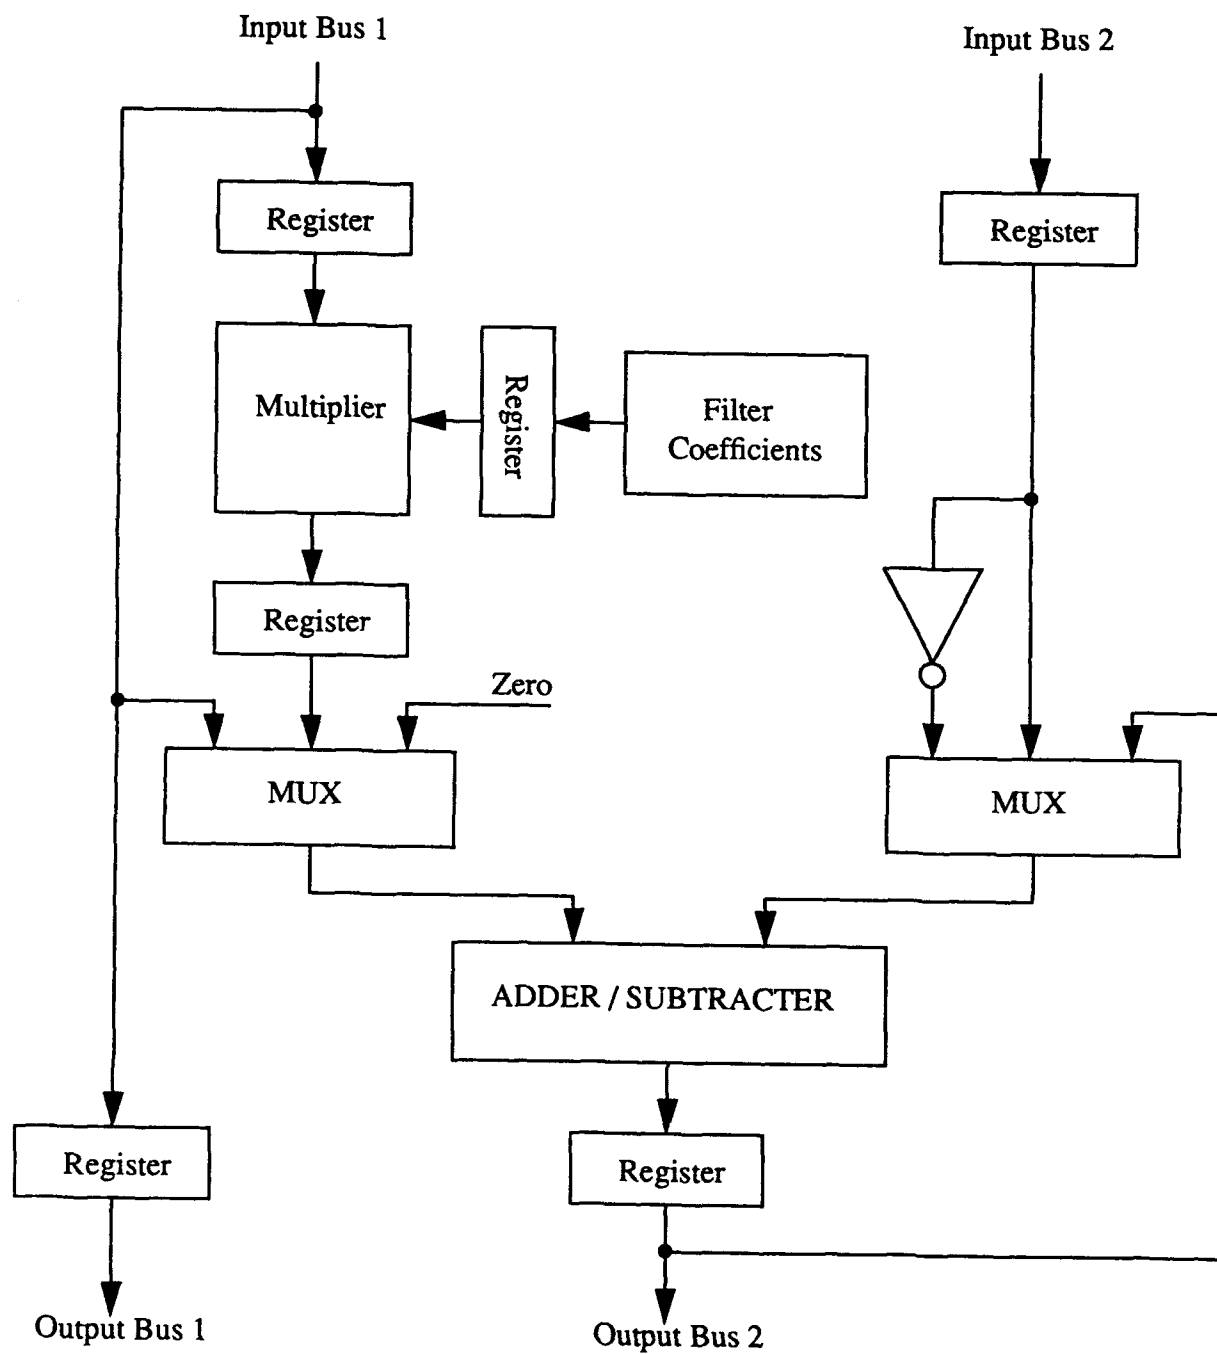 Input Bus 1
Input Bus 2
Register
Register
Multiplier
Register
Filter
Coefficients
Register
Zero
MUX
MUX
ADDER / SUBTRACTER
Register
Register
Output Bus 1
Output Bus 2